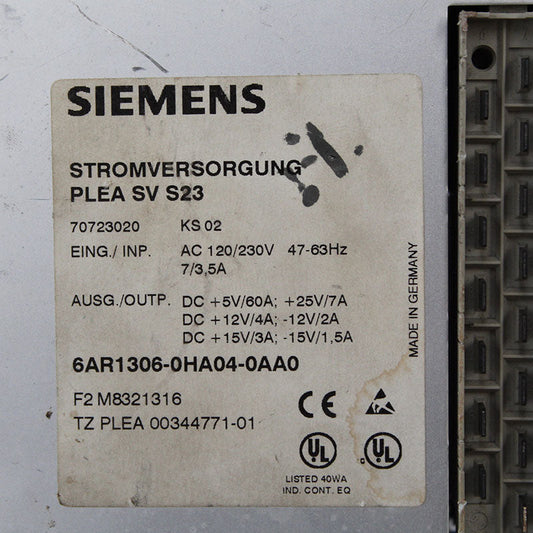 SIEMENS
STROMVERSORGUNG
PLEA SV S23
70723020 KS 02
EING./ INP. AC 120/230V 47-63Hz
7/3,5A
AUSG./OUTP. DC +5V/60A; +25V/7A
DC +12V/4A; -12V/2A
DC +15V/3A; -15V/1,5A
6AR1306-0HA04-0AA0
F2 M8321316
TZ PLEA 00344771-01
CE
UL UL
LISTED 40WA
IND. CONT. EQ
MADE IN GERMANY